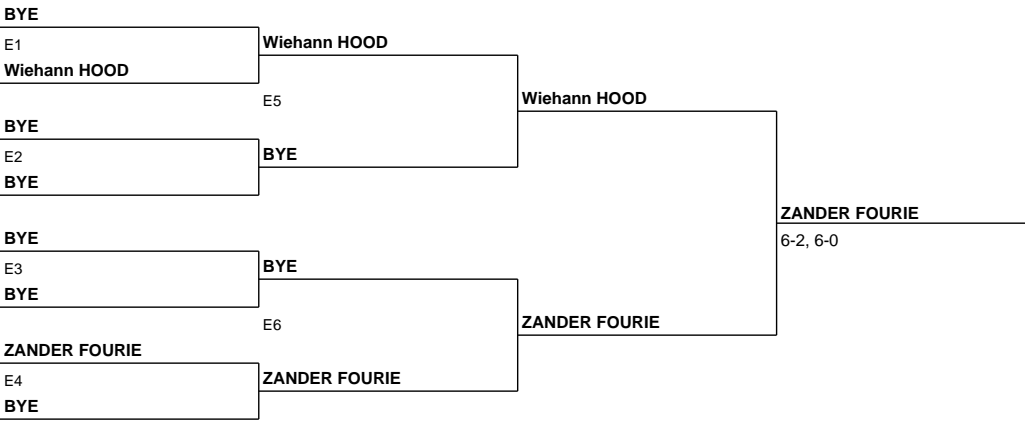 BYE
E1
Wiehann HOOD
BYE
E2
BYE
BYE
E3
BYE
ZANDER FOURIE
E4
BYE
Wiehann HOOD
E5
BYE
BYE
E6
ZANDER FOURIE
Wiehann HOOD
ZANDER FOURIE
ZANDER FOURIE
6-2, 6-0